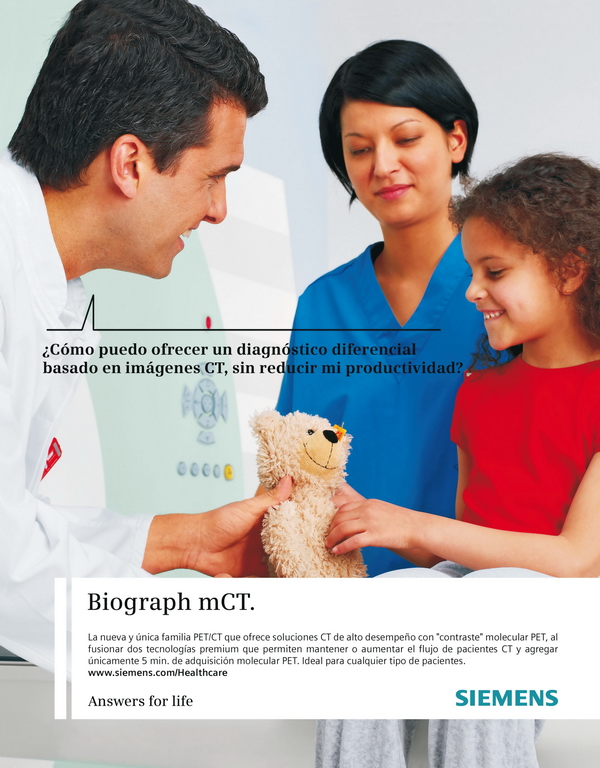 ¿Cómo puedo ofrecer un diagnóstico diferencial
basado en imágenes CT, sin reducir mi productividad?
Biograph mCT.
La nueva y única familia PET/CT que ofrece soluciones CT de alto desempeño con "contraste" molecular PET, al
fusionar dos tecnologías premium que permiten mantener o aumentar el flujo de pacientes CT y agregar
únicamente 5 min. de adquisición molecular PET. Ideal para cualquier tipo de pacientes.
www.siemens.com/Healthcare
Answers for life
SIEMENS